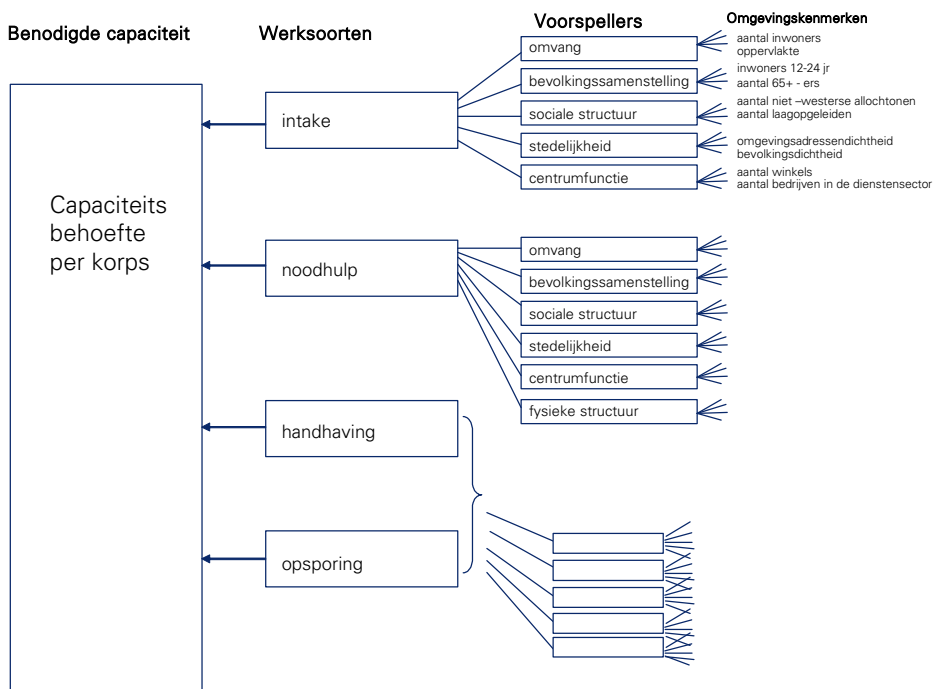 Benodigde capaciteit
Werksoorten
Voorspellers
Omgevingskenmerken
Capaciteits
behoefte
per korps
intake
omvang
bevolkingssamenstelling
sociale structuur
stedelijkheid
centrumfunctie
aantal inwoners
oppervlakte
inwoners 12-24 jr
aantal 65+ - ers
aantal niet –westerse allochtonen
aantal laagopgeleiden
omgevingsadressendichtheid
bevolkingsdichtheid
aantal winkels
aantal bedrijven in de dienstensector
noodhulp
omvang
bevolkingssamenstelling
sociale structuur
stedelijkheid
centrumfunctie
fysieke structuur
handhaving
opsporing